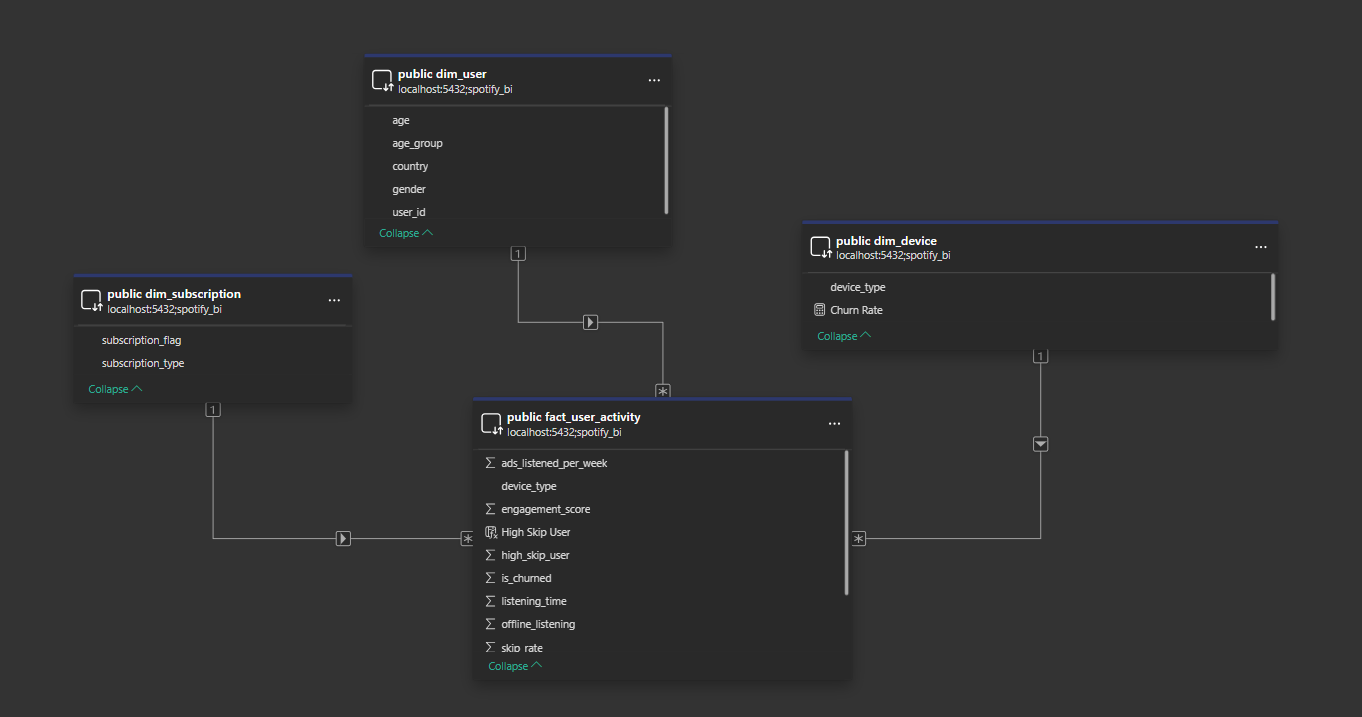 public dim_user
localhost:5432;spotify_bi
age
age_group
country
gender
user_id
Collapse
1
public dim_device
localhost:5432;spotify_bi
device_type
Churn Rate
Collapse
1
public dim_subscription
localhost:5432;spotify_bi
subscription_flag
subscription_type
Collapse
1
*
public fact_user_activity
localhost:5432;spotify_bi
ads_listened_per_week
device_type
engagement_score
High Skip User
high_skip_user
is_churned
listening_time
offline_listening
skip_rate
Collapse
*
*